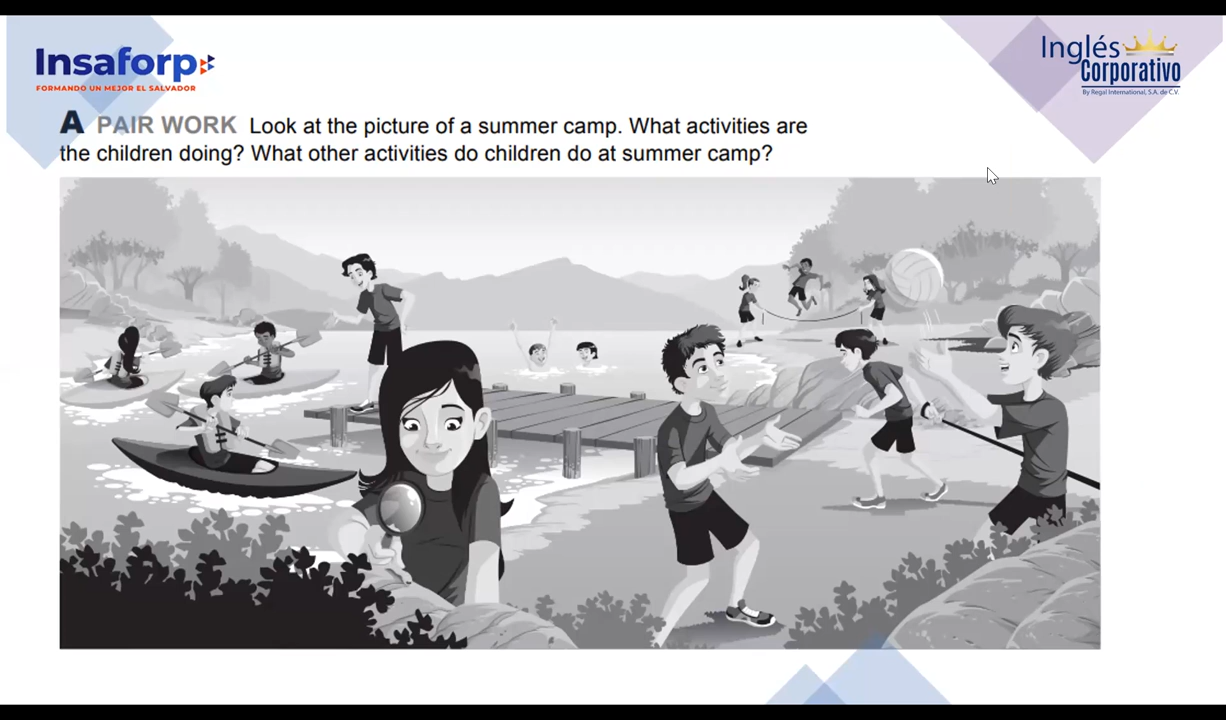 Insaforp
FORMANDO UN MEJOR EL SALVADOR
Inglés
Corporativo
By Regal International, S.A. de C.V.
A PAIR WORK Look at the picture of a summer camp. What activities are
the children doing? What other activities do children do at summer camp?